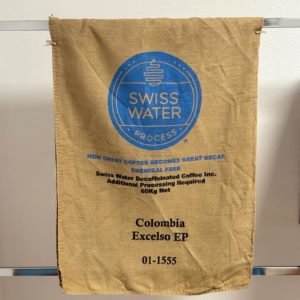 SWISS
WATER
PROCESS
®
HOW GREAT COFFEE BECOMES GREAT DECAF.
CHEMICAL FREE
Swiss Water Decaffeinated Coffee Inc.
Additional Processing Required
60Kg Net
Colombia
Excelso EP
01-1555